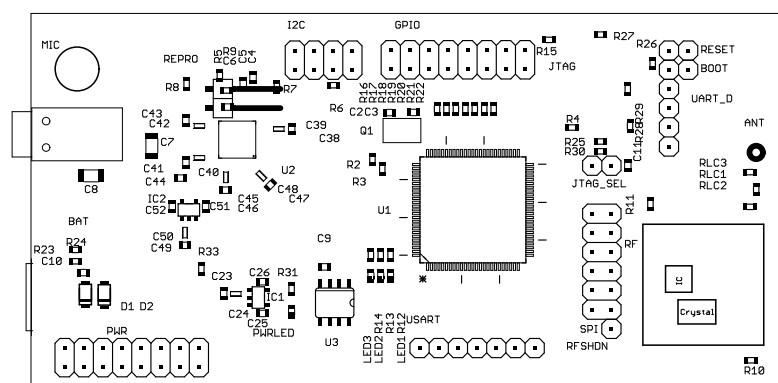 I2C
GPIO
R15
R27
R26
RESET
BOOT
JTAG
MIC
REPRO
R5
R9
C6
C5
C4
R8
R7
R6
R16
R17
R18
R19
R20
R21
R22
UART_D
C43
C42
C7
C2
C3
Q1
C39
C38
R4
R25
R30
R28
R29
C11
ANT
C41
C44
C40
U2
R2
R3
JTAG_SEL
RLC3
RLC1
RLC2
C8
C48
C47
IC2
C52
C51
C45
C46
U1
R11
BAT
C50
C49
R23
R24
C10
R33
C9
RF
C23
C26
R31
IC1
IC
D1
D2
C24
C25
PWRLED
U3
LED3
LED2
R14
R13
LED1
R12
USART
Crystal
SPI
RFSHDN
PWR
R10